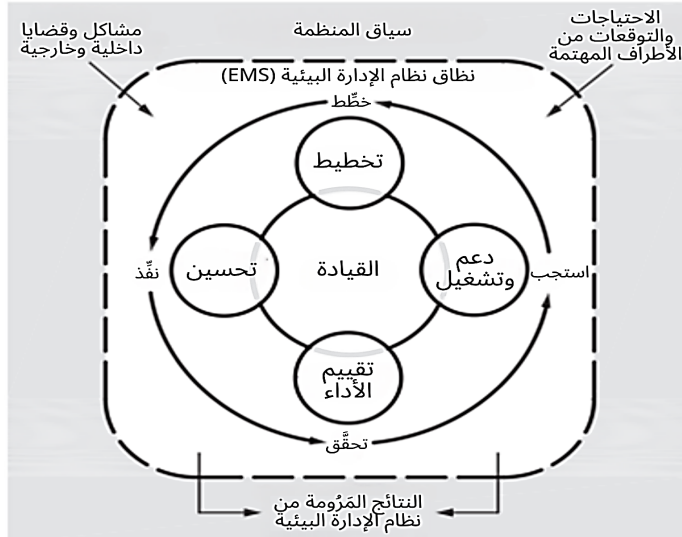 سياق المنظمة
الاحتياجات
والتوقعات من
الأطراف المهتمة
مشاكل وقضايا
داخلية وخارجية
نظاق نظام الإدارة البيئية (EMS)
خطِّط
تخطيط
دعم
وتشغيل
استجب
القيادة
تحسين
نفِّذ
تقييم
الأداء
تحقَّق
النتائج المَرُومة من
نظام الإدارة البيئية